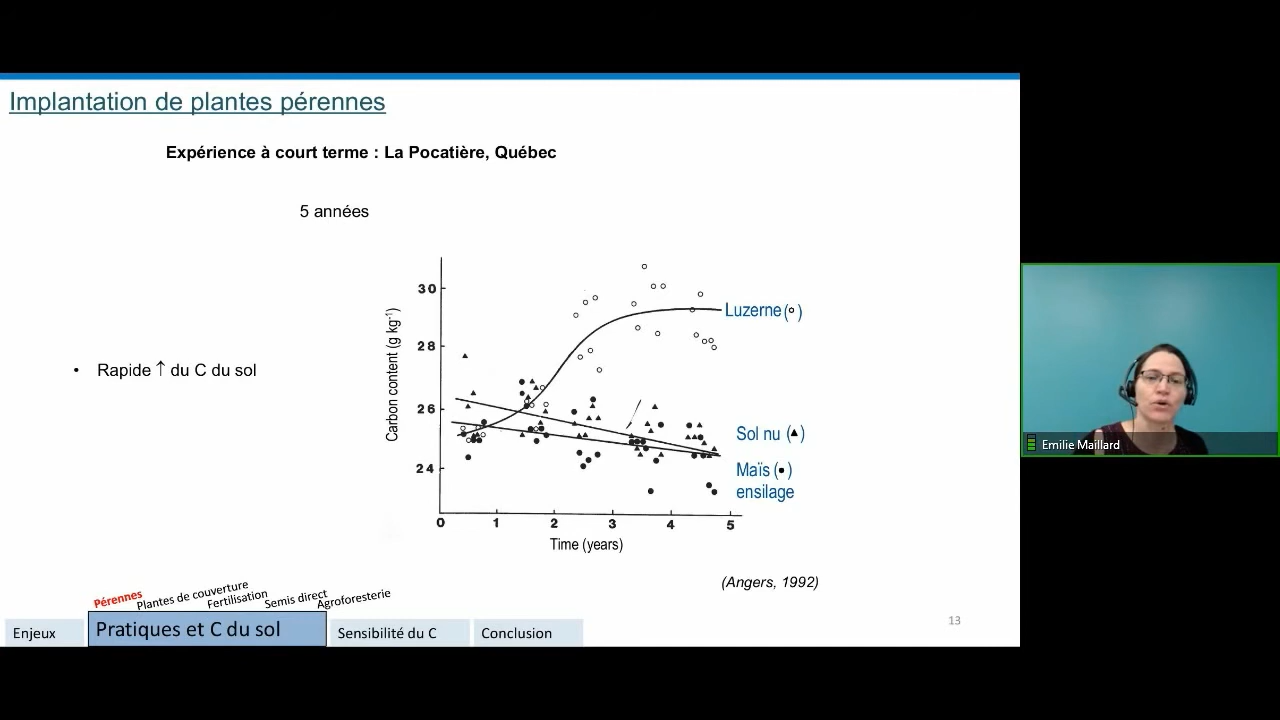 Implantation de plantes pérennes
Expérience à court terme : La Pocatière, Québec
5 années
• Rapide ↑ du C du sol
Carbon content (g kg⁻¹)
30
28
26
24
0 1 2 3 4 5
Time (years)
Luzerne (○)
Sol nu (▲)
Maïs (●)
ensilage
(Angers, 1992)
Pérennes
Plantes de couverture
Fertilisation
Semis direct
Agroforesterie
Enjeux
Pratiques et C du sol
Sensibilité du C
Conclusion
13
Emilie Maillard